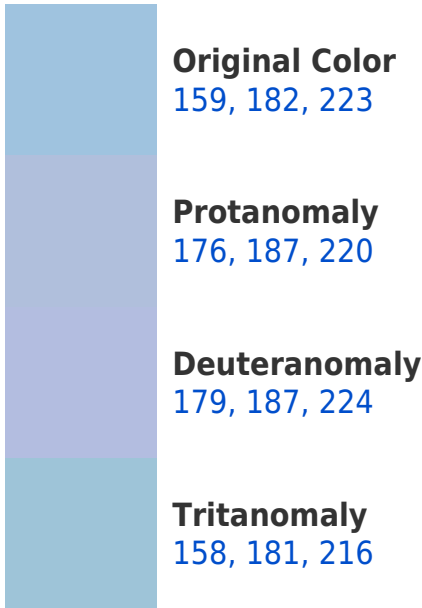 Original Color
159, 182, 223
Protanomaly
176, 187, 220
Deuteranomaly
179, 187, 224
Tritanomaly
158, 181, 216